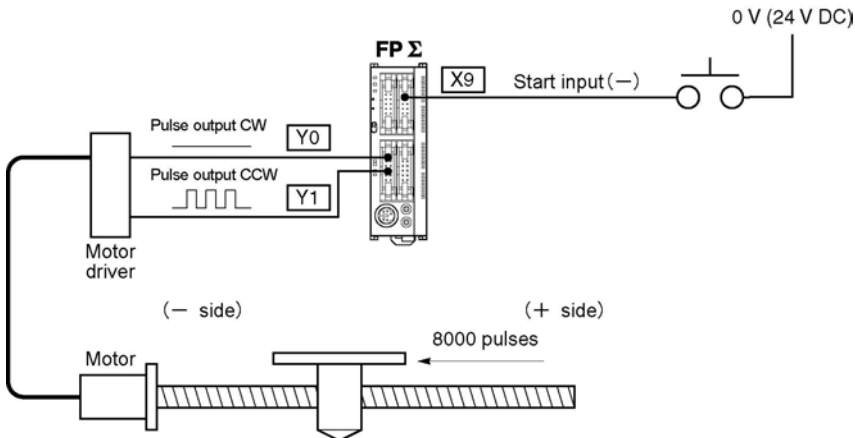 0 V (24 V DC)
FP Σ
X9
Start input (−)
Pulse output CW
Y0
Pulse output CCW
Y1
Motor
driver
(− side)
(+ side)
8000 pulses
Motor